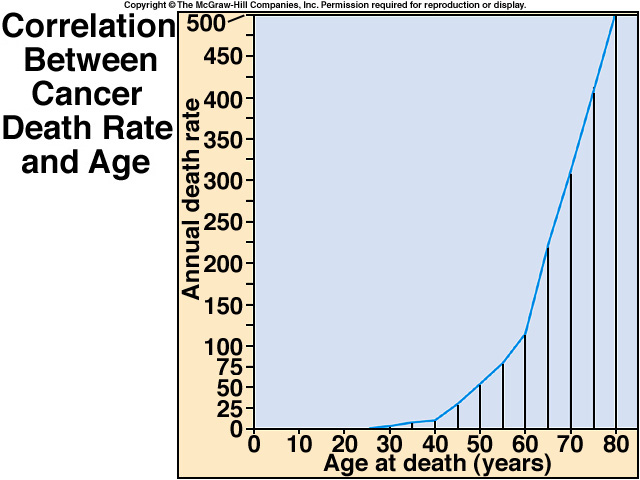 Copyright © The McGraw-Hill Companies, Inc. Permission required for reproduction or display.
Correlation
Between
Cancer
Death Rate
and Age
Annual death rate
500
450
400
350
300
250
200
150
100
75
50
25
0
0 10 20 30 40 50 60 70 80
Age at death (years)